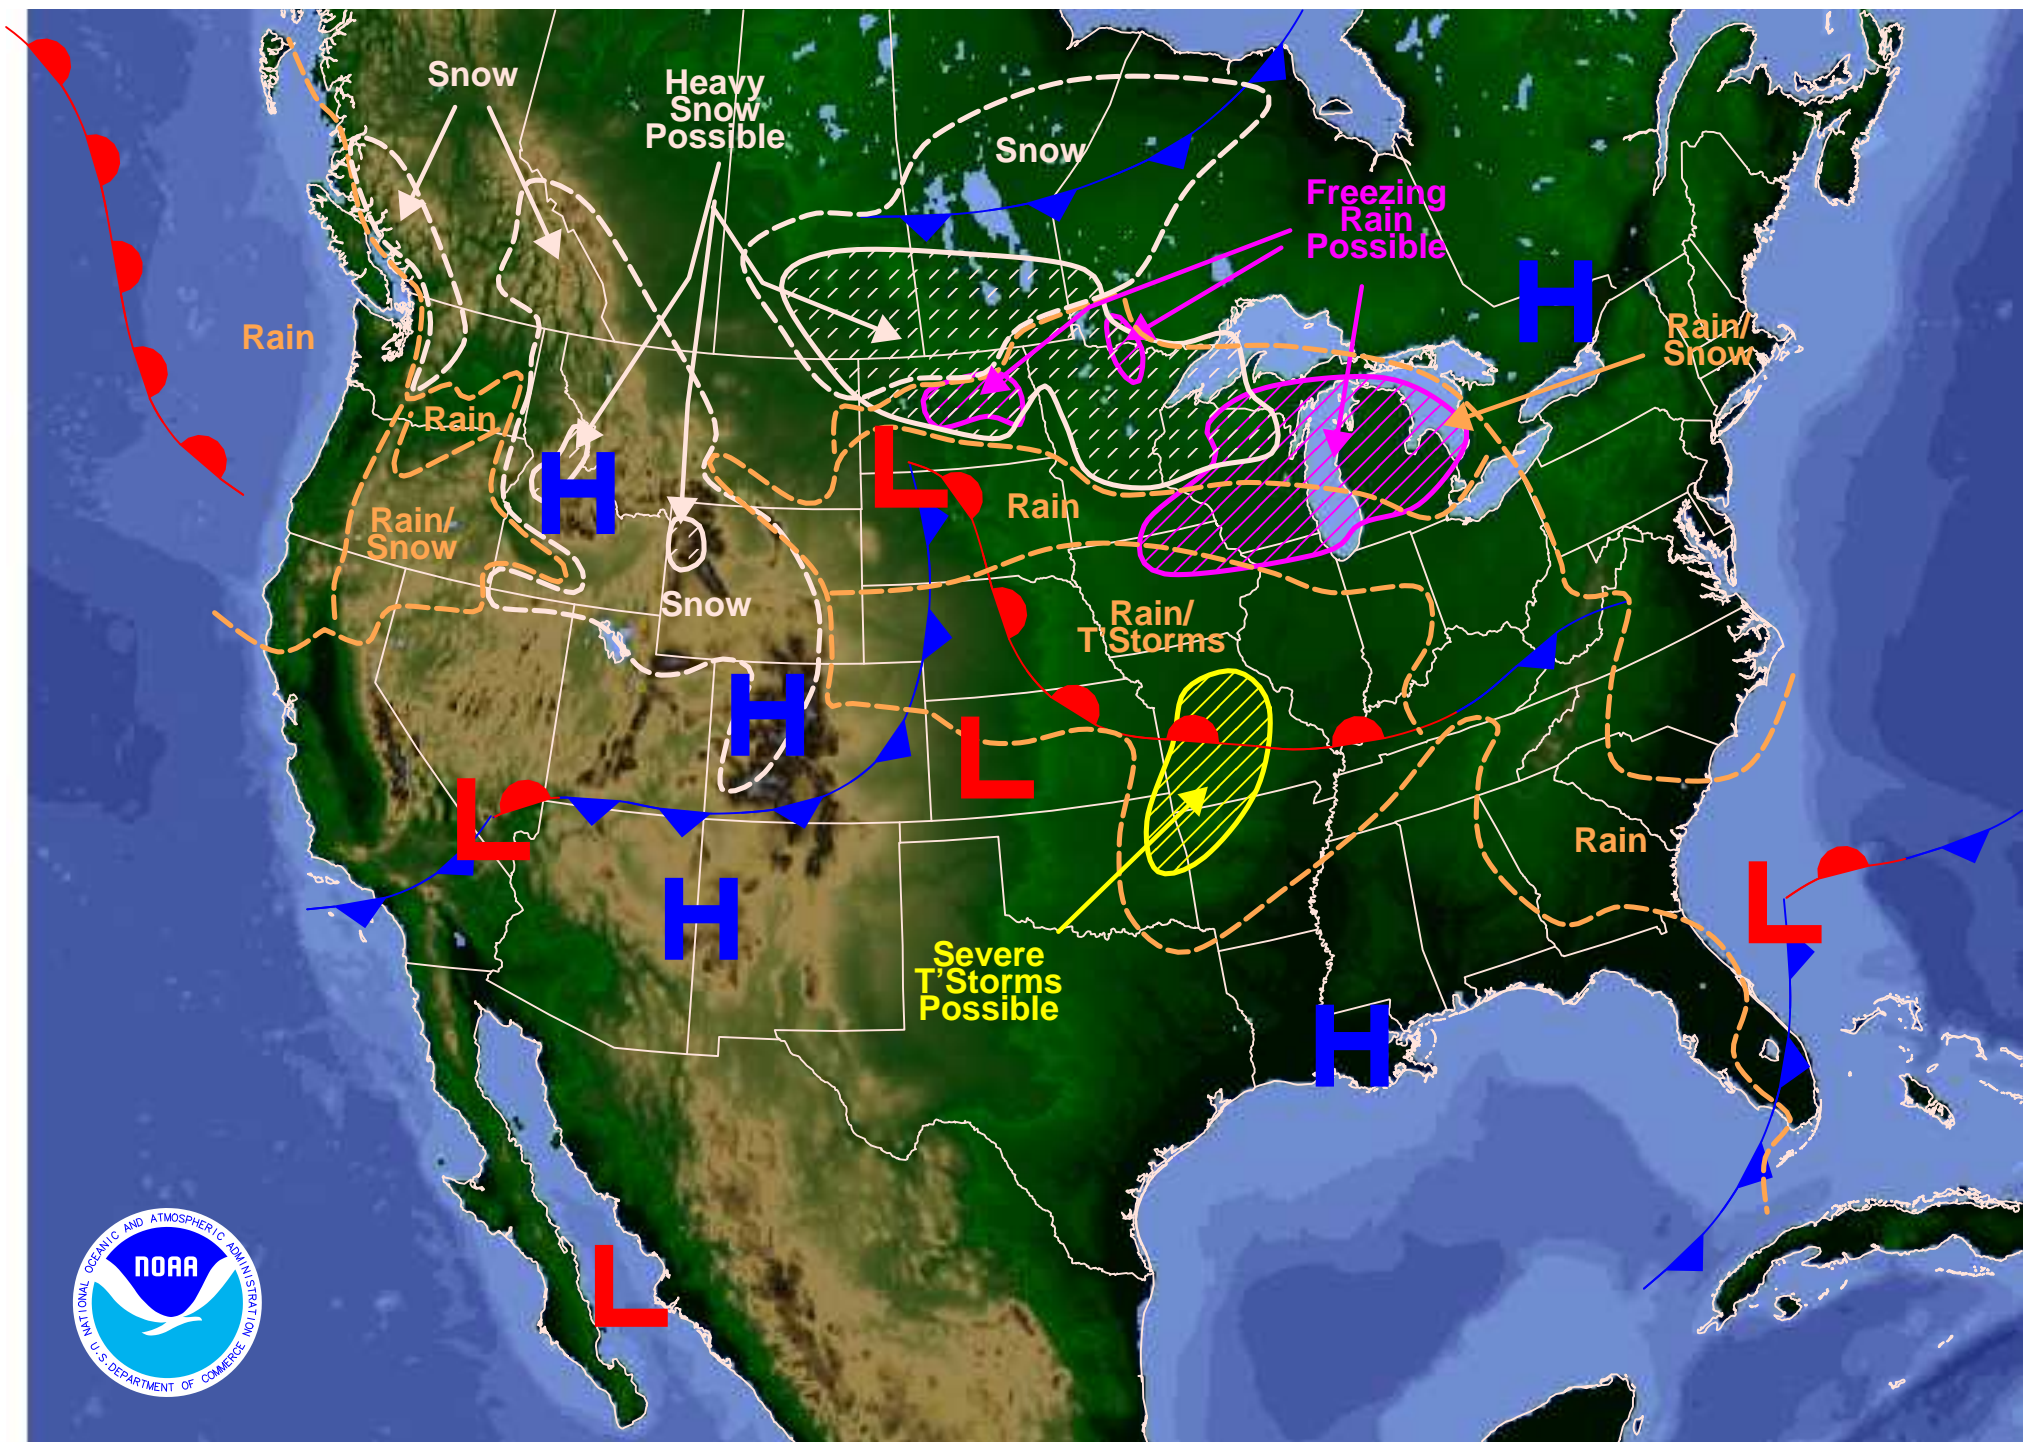 Snow
Heavy
Snow
Possible
Snow
Freezing
Rain
Possible
Rain
Rain/
Snow
Rain
Rain/
Snow
H
H
L
Rain
Snow
Rain/
T'Storms
H
L
L
Rain
H
L
Severe
T'Storms
Possible
H
L
NATIONAL OCEANIC AND ATMOSPHERIC ADMINISTRATION
NOAA
U.S. DEPARTMENT OF COMMERCE